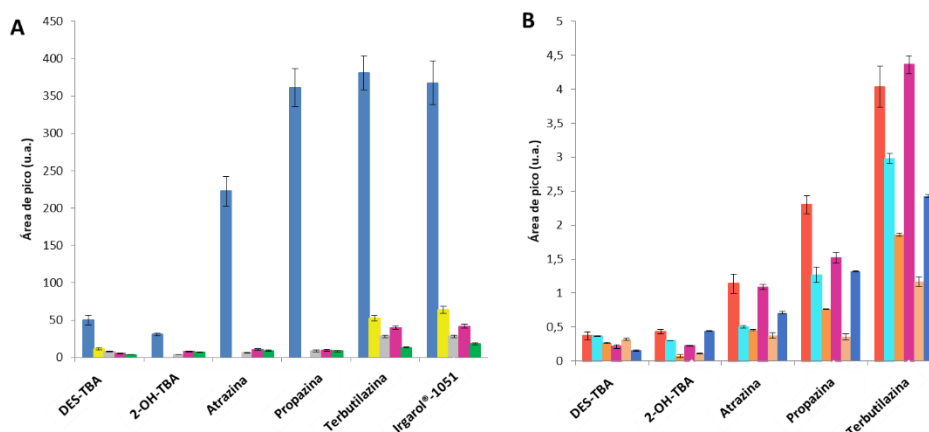 A
Área de pico (u.a.)
450
400
350
300
250
200
150
100
50
0
DES-TBA
2-OH-TBA
Atrazina
Propazina
Terbutilazina
Irgarol®-1051
B
Área de pico (u.a.)
5
4,5
4
3,5
3
2,5
2
1,5
1
0,5
0
DES-TBA
2-OH-TBA
Atrazina
Propazina
Terbutilazina